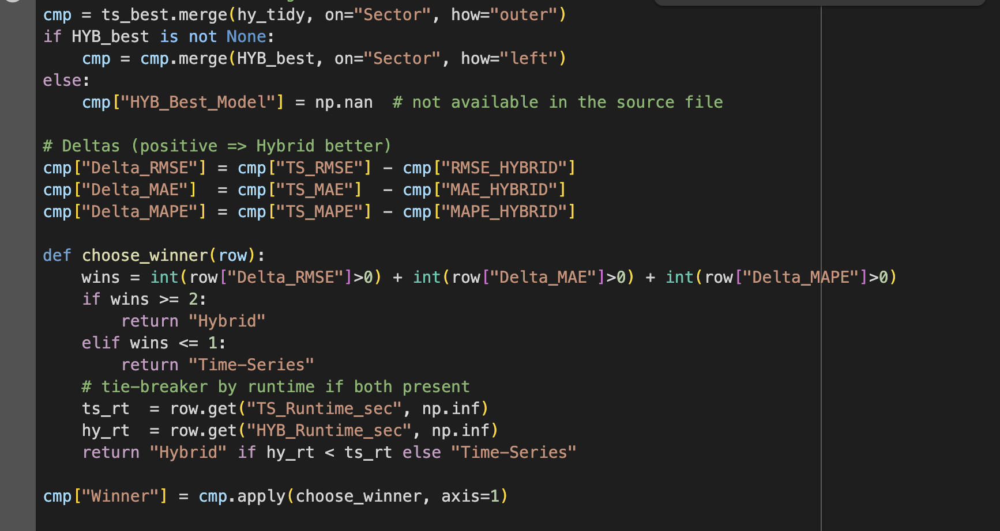 cmp = ts_best.merge(hy_tidy, on="Sector", how="outer")
if HYB_best is not None:
    cmp = cmp.merge(HYB_best, on="Sector", how="left")
else:
    cmp["HYB_Best_Model"] = np.nan  # not available in the source file

# Deltas (positive => Hybrid better)
cmp["Delta_RMSE"] = cmp["TS_RMSE"] - cmp["RMSE_HYBRID"]
cmp["Delta_MAE"]  = cmp["TS_MAE"]  - cmp["MAE_HYBRID"]
cmp["Delta_MAPE"] = cmp["TS_MAPE"] - cmp["MAPE_HYBRID"]

def choose_winner(row):
    wins = int(row["Delta_RMSE"]>0) + int(row["Delta_MAE"]>0) + int(row["Delta_MAPE"]>0)
    if wins >= 2:
        return "Hybrid"
    elif wins <= 1:
        return "Time-Series"
    # tie-breaker by runtime if both present
    ts_rt  = row.get("TS_Runtime_sec", np.inf)
    hy_rt  = row.get("HYB_Runtime_sec", np.inf)
    return "Hybrid" if hy_rt < ts_rt else "Time-Series"

cmp["Winner"] = cmp.apply(choose_winner, axis=1)